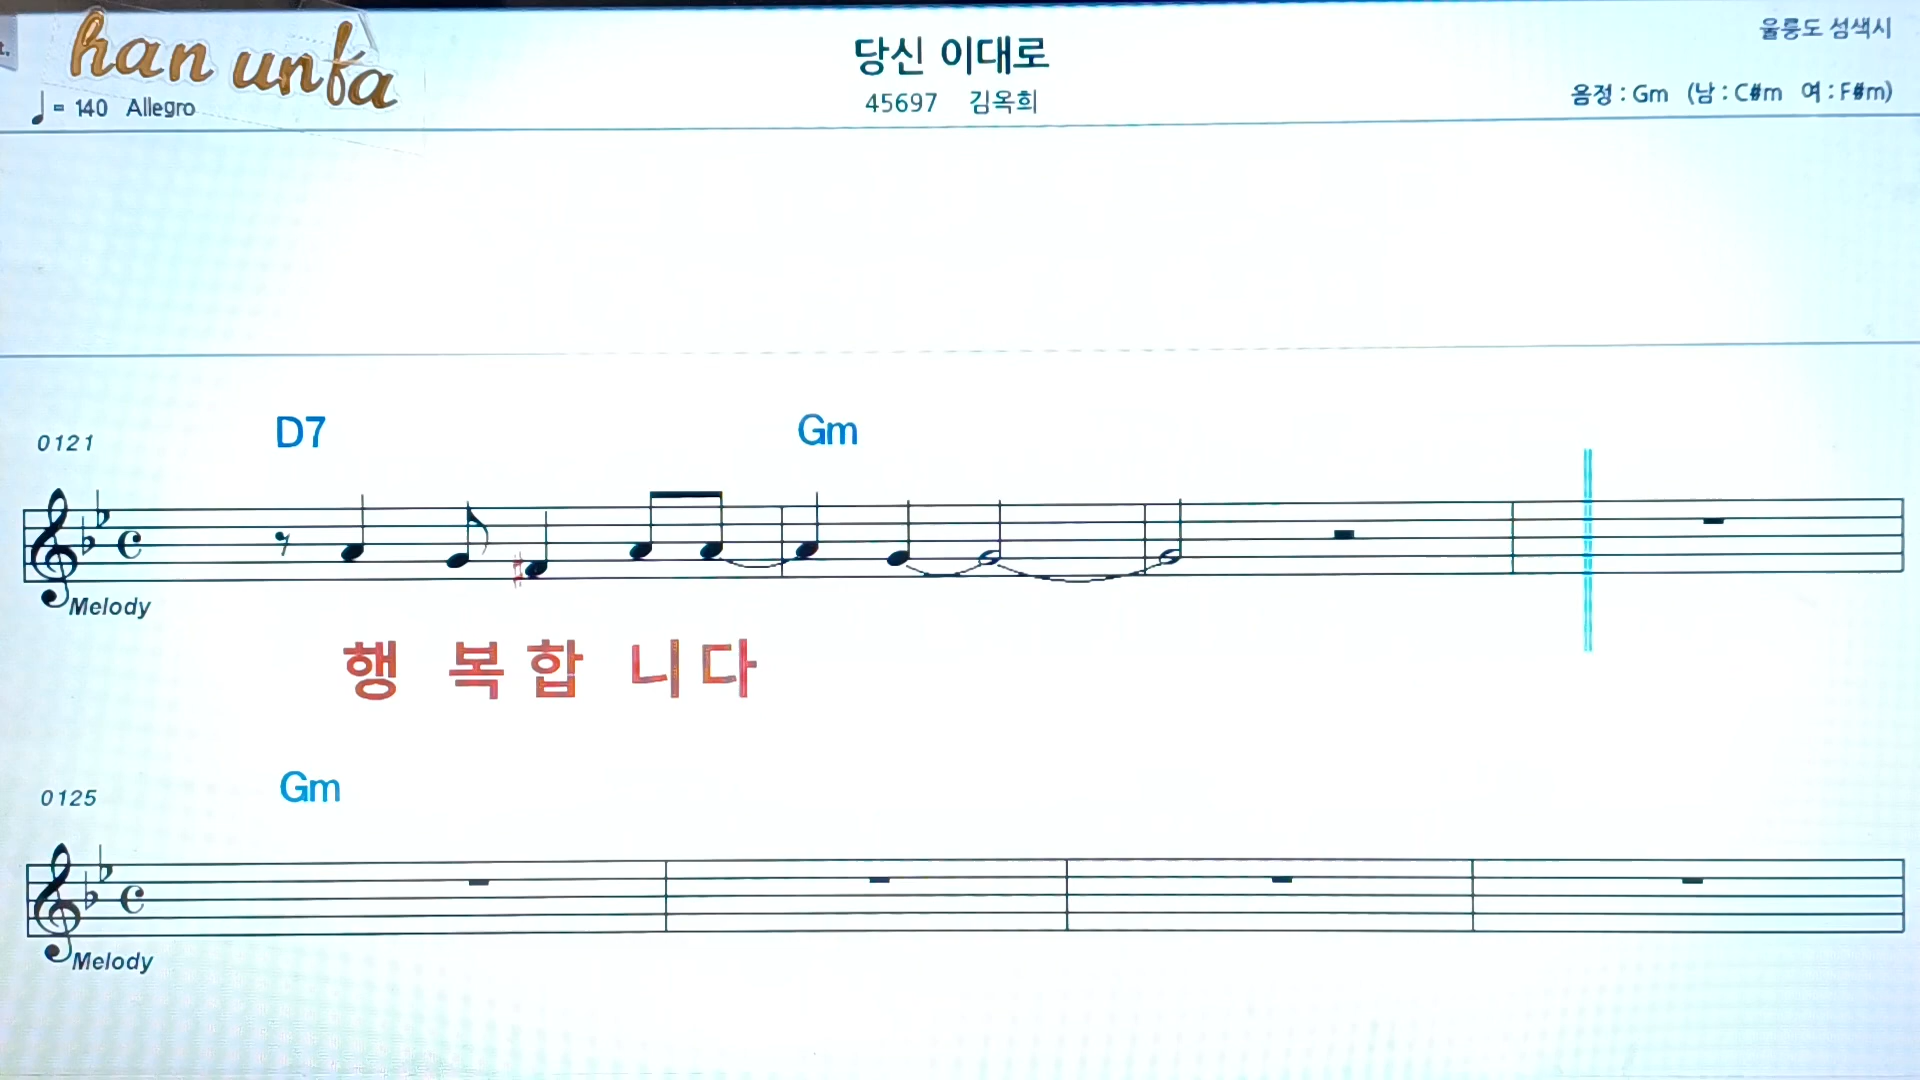 han unfa
울릉도 성색시
당신 이대로
♩ = 140 Allegro
45697 김옥희
음정 : Gm (남 : C#m 여 : F#m)
0121
D7 Gm
Melody
행 복합 니다
0125
Gm
Melody